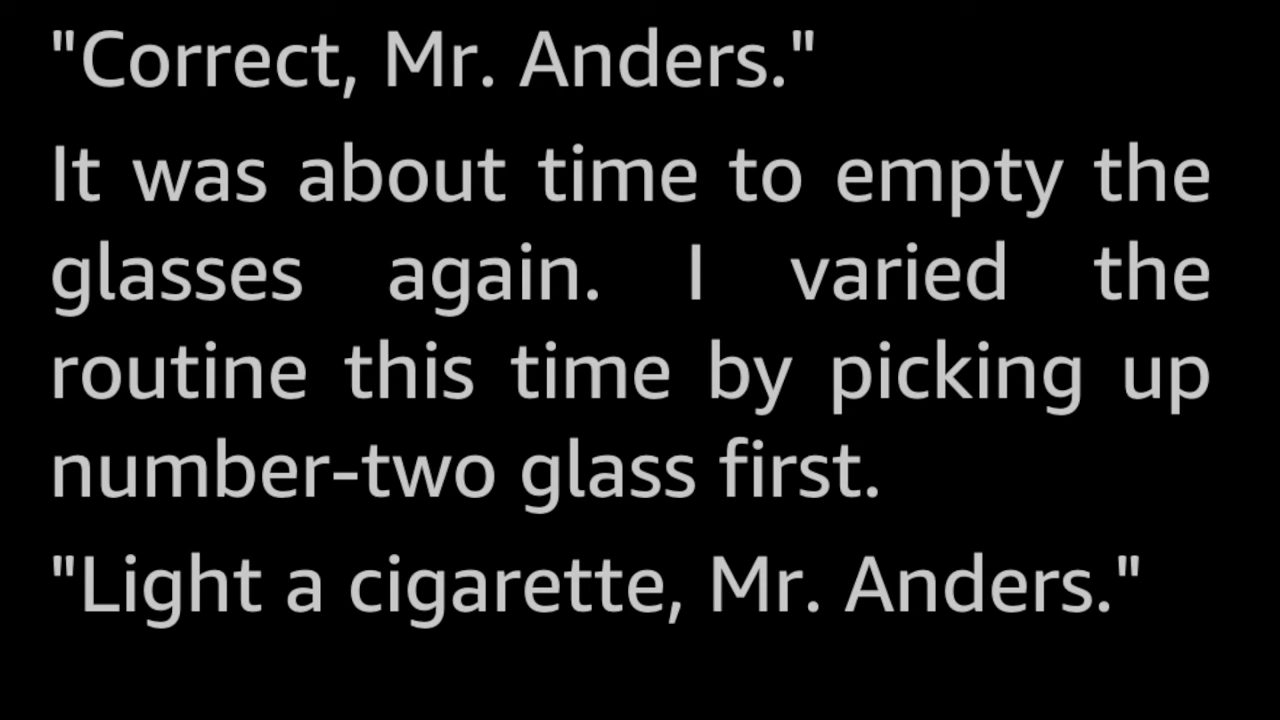 "Correct, Mr. Anders."
It was about time to empty the
glasses again. I varied the
routine this time by picking up
number-two glass first.
"Light a cigarette, Mr. Anders."